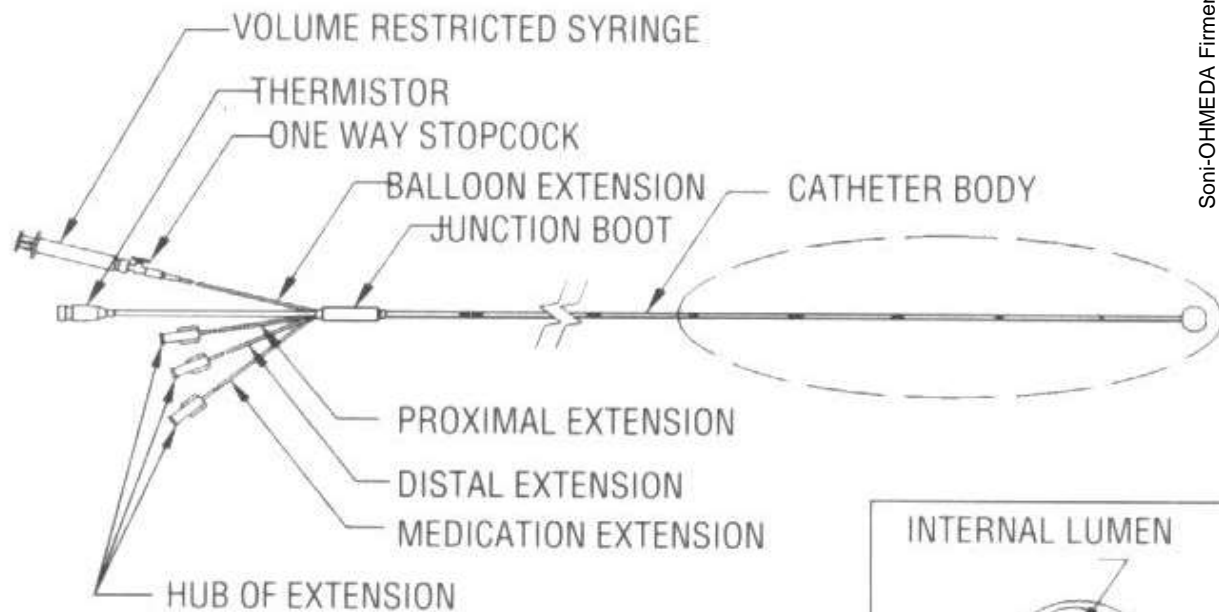 VOLUME RESTRICTED SYRINGE
THERMISTOR
ONE WAY STOPCOCK
BALLOON EXTENSION
CATHETER BODY
JUNCTION BOOT
PROXIMAL EXTENSION
DISTAL EXTENSION
MEDICATION EXTENSION
HUB OF EXTENSION
INTERNAL LUMEN
Soni-OHMEDA